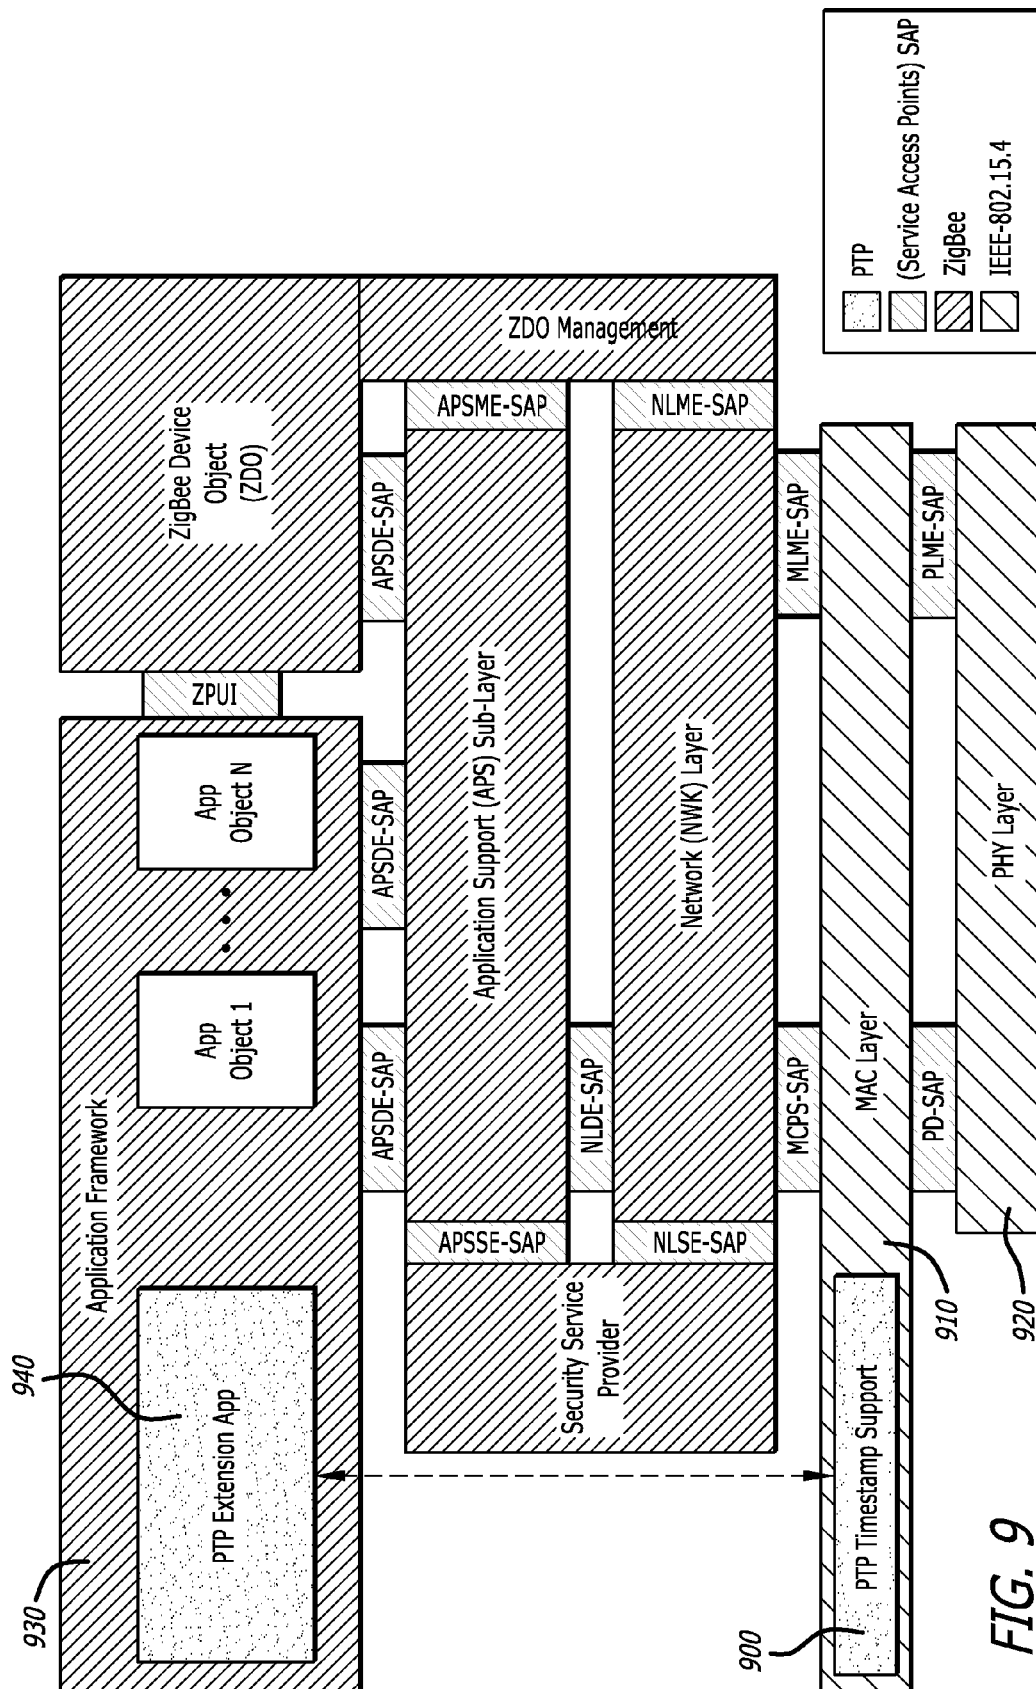 940
930
Application Framework
PTP Extension App
App
Object 1
App
Object N
ZPUI
ZigBee Device
Object
(ZDO)
APSDE-SAP
APSDE-SAP
APSDE-SAP
Security Service
Provider
APSSE-SAP
Application Support (APS) Sub-Layer
APSME-SAP
ZDO Management
NLDE-SAP
NLSE-SAP
Network (NWK) Layer
NLME-SAP
MCPS-SAP
MLME-SAP
900
PTP Timestamp Support
MAC Layer
910
PD-SAP
PLME-SAP
PHY Layer
920
PTP
(Service Access Points) SAP
ZigBee
IEEE-802.15.4
FIG. 9